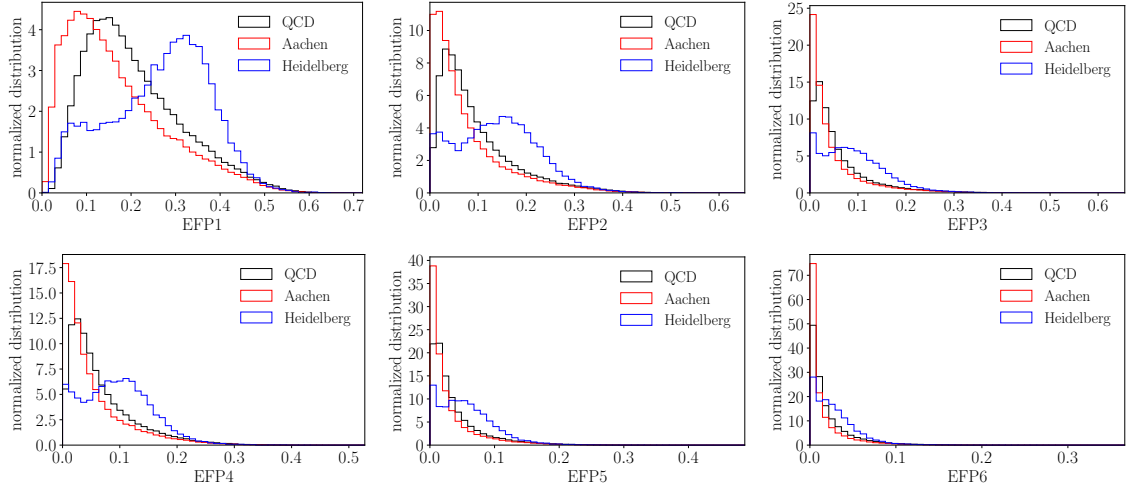 normalized distribution
4
3
2
1
0
QCD
Aachen
Heidelberg
0.0 0.1 0.2 0.3 0.4 0.5 0.6 0.7
EFP1
normalized distribution
10
8
6
4
2
0
QCD
Aachen
Heidelberg
0.0 0.1 0.2 0.3 0.4 0.5 0.6
EFP2
normalized distribution
25
20
15
10
5
0
QCD
Aachen
Heidelberg
0.0 0.1 0.2 0.3 0.4 0.5 0.6
EFP3
normalized distribution
17.5
15.0
12.5
10.0
7.5
5.0
2.5
0.0
QCD
Aachen
Heidelberg
0.0 0.1 0.2 0.3 0.4 0.5
EFP4
normalized distribution
40
35
30
25
20
15
10
5
0
QCD
Aachen
Heidelberg
0.0 0.1 0.2 0.3 0.4
EFP5
normalized distribution
70
60
50
40
30
20
10
0
QCD
Aachen
Heidelberg
0.0 0.1 0.2 0.3
EFP6